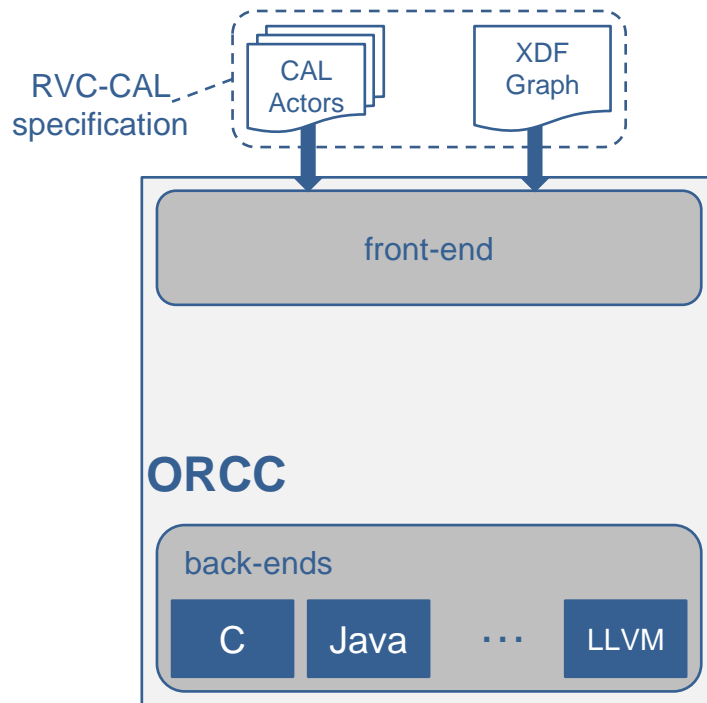 RVC-CAL
specification
CAL
Actors
XDF
Graph
front-end
ORCC
back-ends
C
Java
...
LLVM